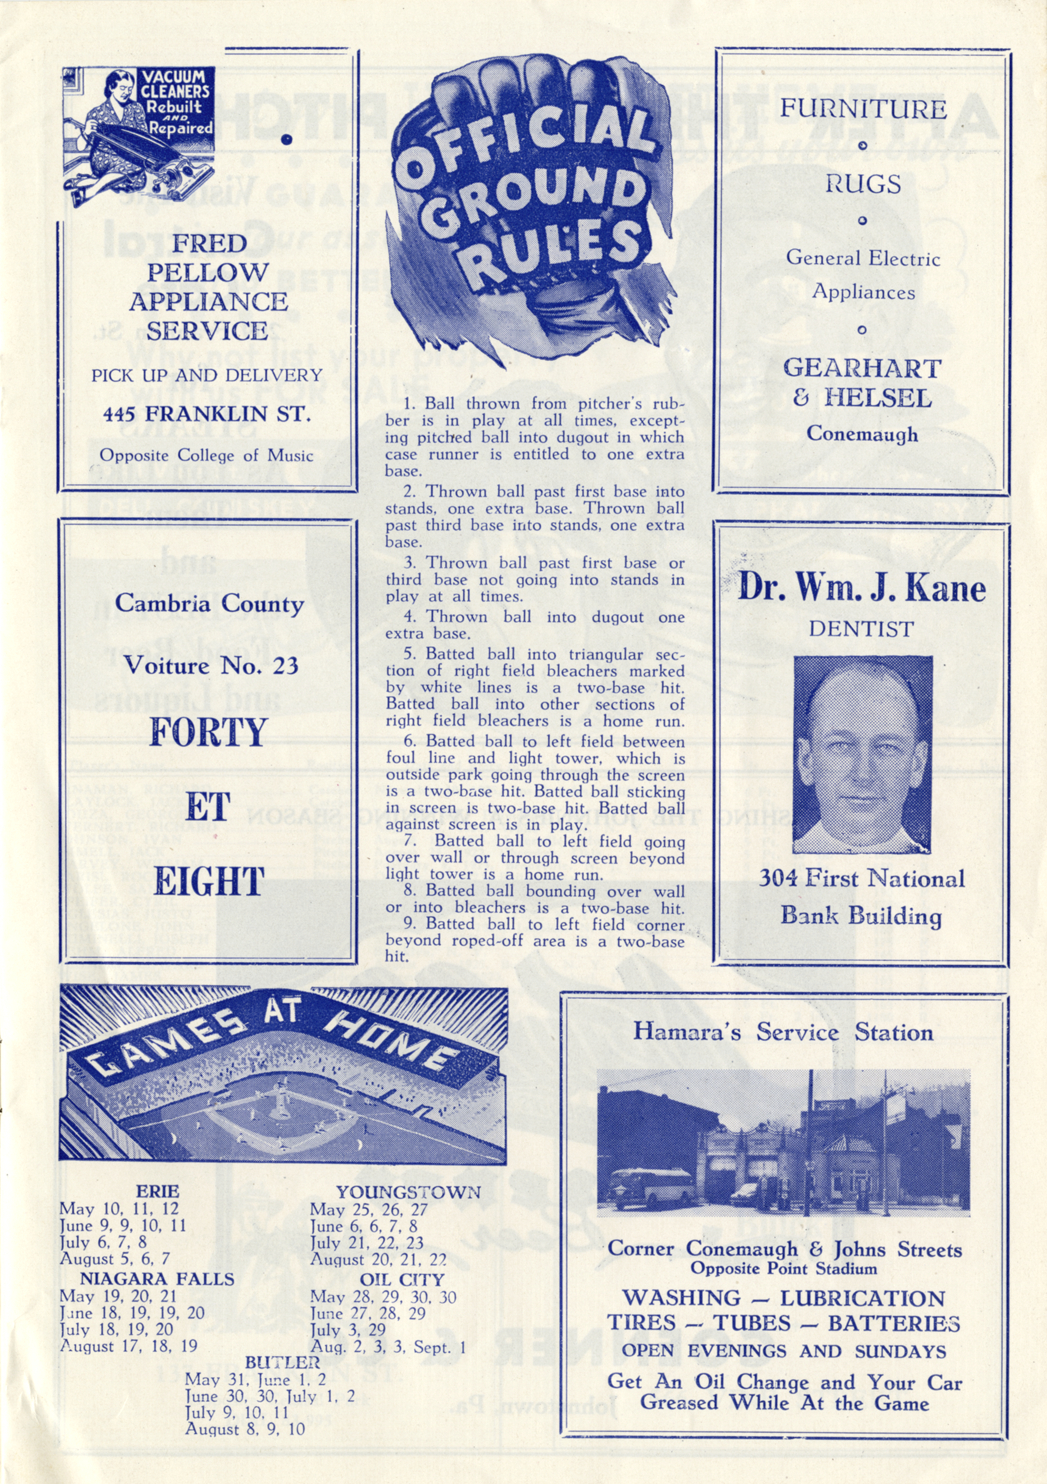 VACUUM
CLEANERS
Rebuilt
AND
Repaired
FRED
PELLOW
APPLIANCE
SERVICE
PICK UP AND DELIVERY
445 FRANKLIN ST.
Opposite College of Music
Cambria County
Voiture No. 23
FORTY
ET
EIGHT
OFFICIAL
GROUND
RULES
1. Ball thrown from pitcher's rub-
ber is in play at all times, except-
ing pitched ball into dugout in which
case runner is entitled to one extra
base.
2. Thrown ball past first base into
stands, one extra base. Thrown ball
past third base into stands, one extra
base.
3. Thrown ball past first base or
third base not going into stands in
play at all times.
4. Thrown ball into dugout one
extra base.
5. Batted ball into triangular sec-
tion of right field bleachers marked
by white lines is a two-base hit.
Batted ball into other sections of
right field bleachers is a home run.
6. Batted ball to left field between
foul line and light tower, which is
outside park going through the screen
is a two-base hit. Batted ball sticking
in screen is two-base hit. Batted ball
against screen is in play.
7. Batted ball to left field going
over wall or through screen beyond
light tower is a home run.
8. Batted ball bounding over wall
or into bleachers is a two-base hit.
9. Batted ball to left field corner
beyond roped-off area is a two-base
hit.
FURNITURE
RUGS
General Electric
Appliances
GEARHART
& HELSEL
Conemaugh
Dr. Wm. J. Kane
DENTIST
304 First National
Bank Building
GAMES AT HOME
ERIE
May 10, 11, 12
June 9, 9, 10, 11
July 6, 7, 8
August 5, 6, 7
NIAGARA FALLS
May 19, 20, 21
June 18, 19, 19, 20
July 18, 19, 20
August 17, 18, 19
YOUNGSTOWN
May 25, 26, 27
June 6, 6, 7, 8
July 21, 22, 23
August 20, 21, 22
OIL CITY
May 28, 29, 30, 30
June 27, 28, 29
July 3, 29
Aug. 2, 3, 3, Sept. 1
BUTLER
May 31, June 1, 2
June 30, 30, July 1, 2
July 9, 10, 11
August 8, 9, 10
Hamara's Service Station
Corner Conemaugh & Johns Streets
Opposite Point Stadium
WASHING — LUBRICATION
TIRES — TUBES — BATTERIES
OPEN EVENINGS AND SUNDAYS
Get An Oil Change and Your Car
Greased While At the Game